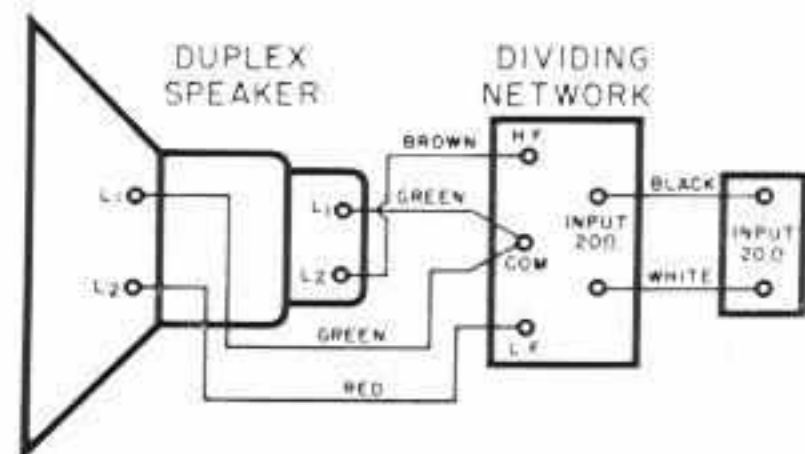 DUPLEX
SPEAKER
DIVIDING
NETWORK
BROWN
H F
GREEN
BLACK
L1
L1
INPUT
20Ω
INPUT
20Ω
COM
L2
L2
WHITE
GREEN
L F
RED